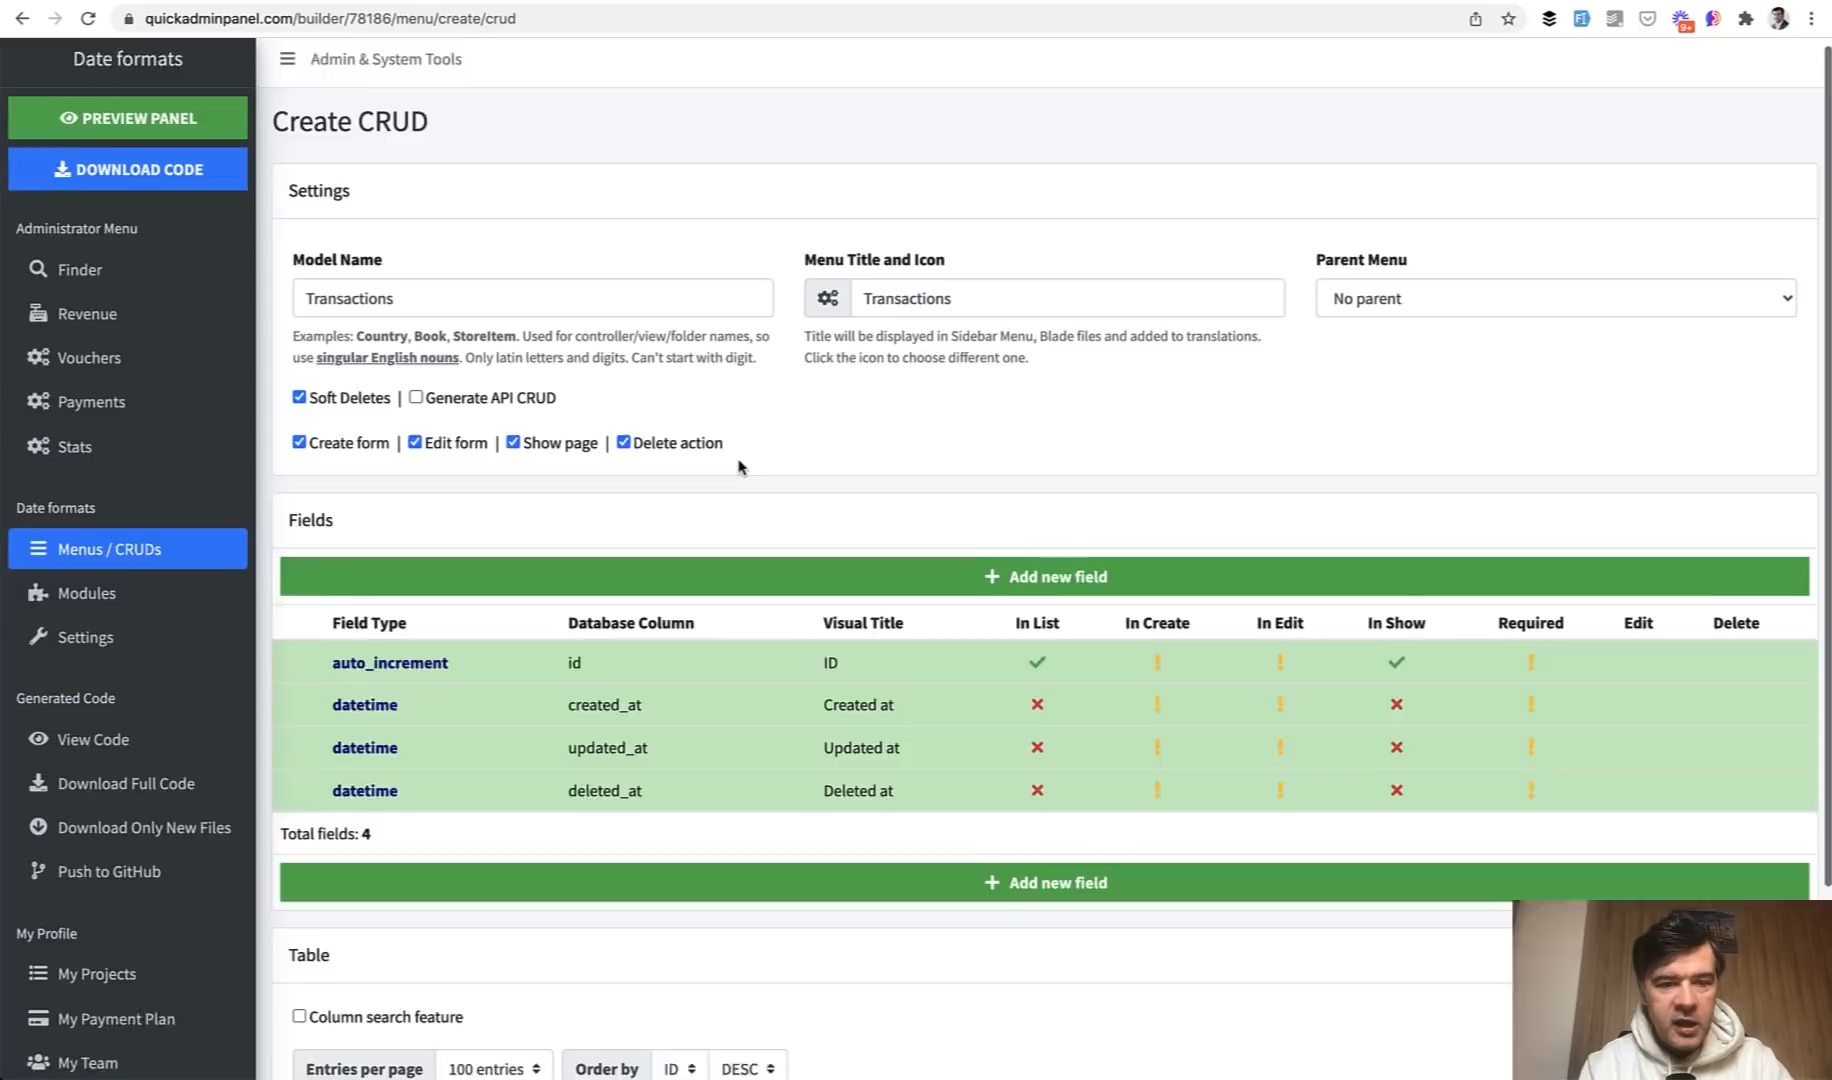 quickadminpanel.com/builder/78186/menu/create/crud
9+
Date formats
Admin & System Tools
PREVIEW PANEL
DOWNLOAD CODE
Administrator Menu
Finder
Revenue
Vouchers
Payments
Stats
Date formats
Menus / CRUDs
Modules
Settings
Generated Code
View Code
Download Full Code
Download Only New Files
Push to GitHub
My Profile
My Projects
My Payment Plan
My Team
Create CRUD
Settings
Model Name
Menu Title and Icon
Parent Menu
Transactions
Transactions
No parent
Examples: Country, Book, StoreItem. Used for controller/view/folder names, so
use singular English nouns. Only latin letters and digits. Can't start with digit.
Title will be displayed in Sidebar Menu, Blade files and added to translations.
Click the icon to choose different one.
Soft Deletes | Generate API CRUD
Create form | Edit form | Show page | Delete action
Fields
+ Add new field
Field Type Database Column Visual Title In List In Create In Edit In Show Required Edit Delete
auto_increment id ID ! ! !
datetime created_at Created at ! ! !
datetime updated_at Updated at ! ! !
datetime deleted_at Deleted at ! ! !
Total fields: 4
+ Add new field
Table
Column search feature
Entries per page 100 entries Order by ID DESC